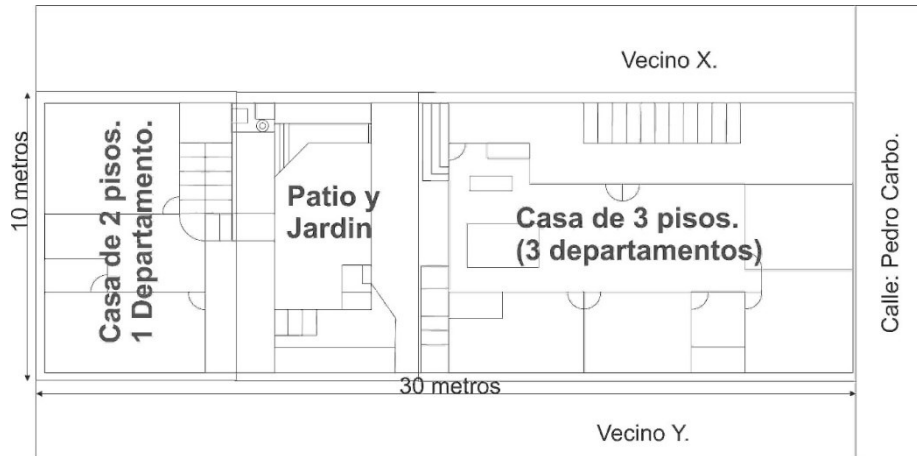 Vecino X.
10 metros
Casa de 2 pisos.
1 Departamento.
Patio y
Jardin
Casa de 3 pisos.
(3 departamentos)
Calle: Pedro Carbo.
30 metros
Vecino Y.